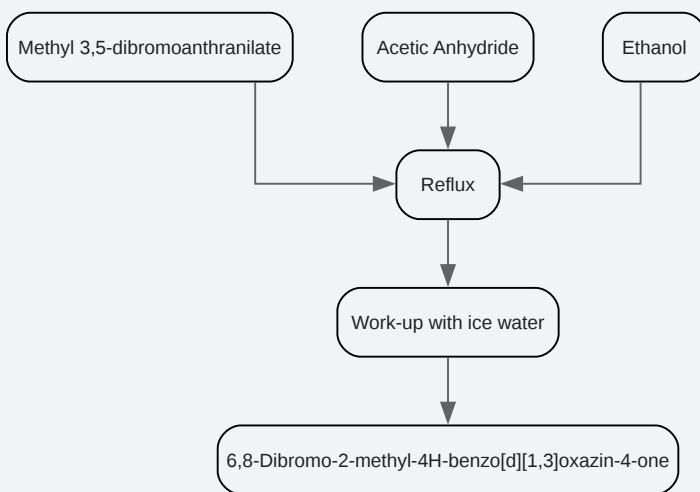 Methyl 3,5-dibromoanthranilate
Acetic Anhydride
Ethanol
Reflux
Work-up with ice water
6,8-Dibromo-2-methyl-4H-benzo[d][1,3]oxazin-4-one